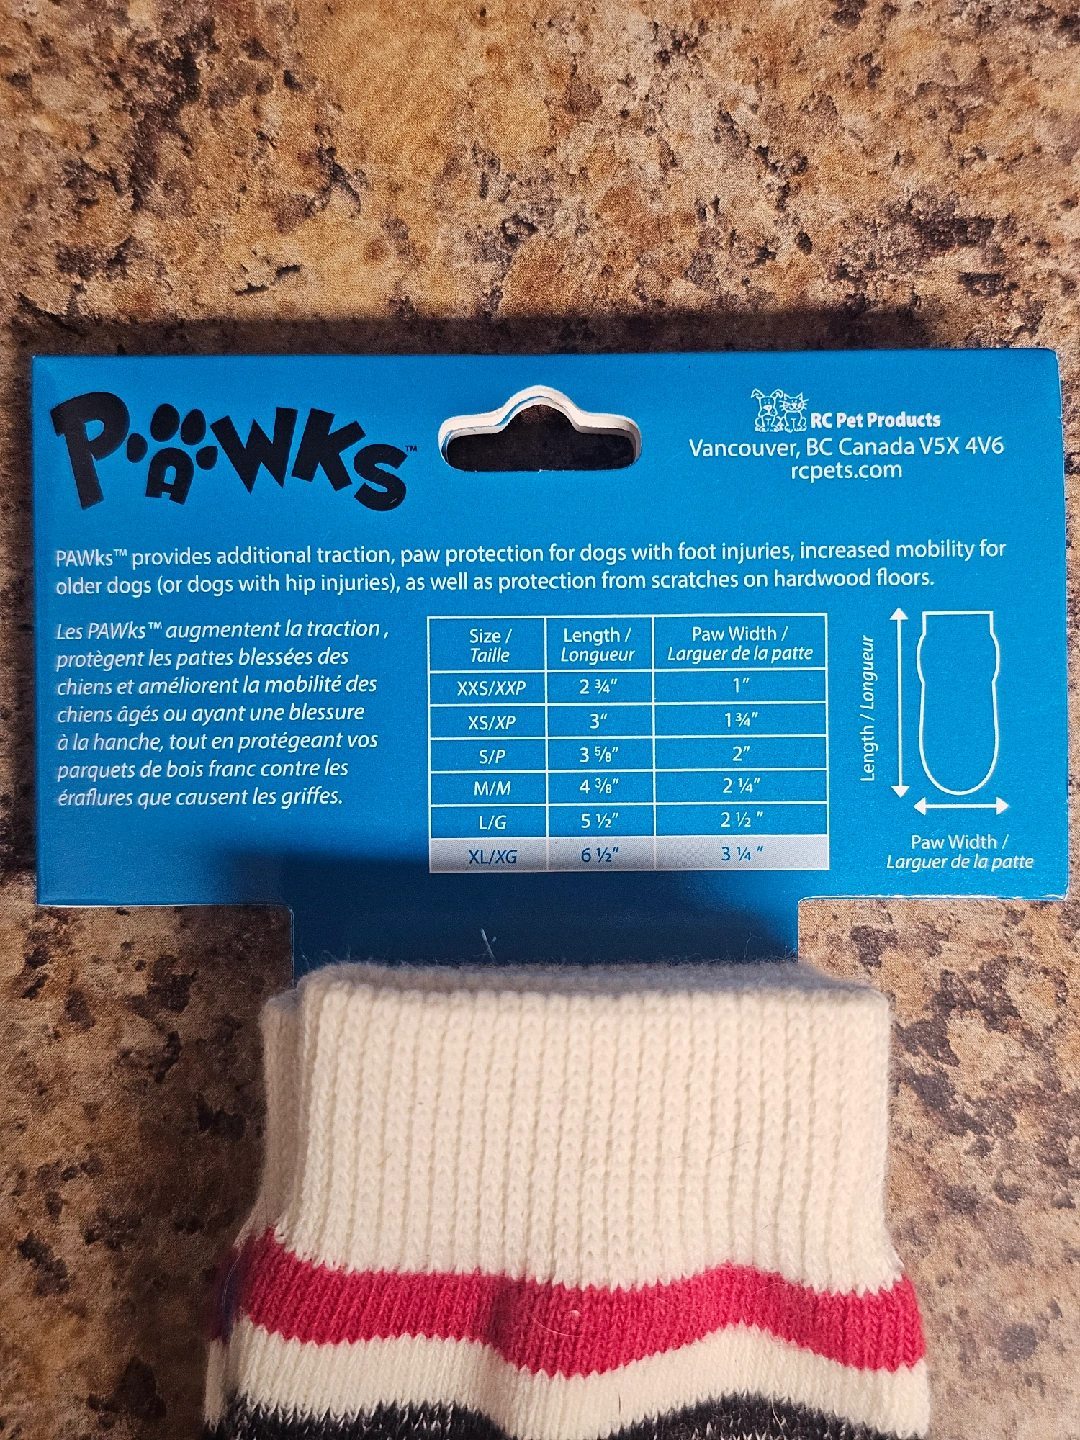 PAWKS™
RC Pet Products
Vancouver, BC Canada V5X 4V6
rcpets.com
PAWks™ provides additional traction, paw protection for dogs with foot injuries, increased mobility for
older dogs (or dogs with hip injuries), as well as protection from scratches on hardwood floors.
Les PAWks™ augmentent la traction,
protègent les pattes blessées des
chiens et améliorent la mobilité des
chiens âgés ou ayant une blessure
à la hanche, tout en protégeant vos
parquets de bois franc contre les
éraflures que causent les griffes.
Size / Length / Paw Width /
Taille Longueur Larguer de la patte
XXS/XXP 2 ¾" 1"
XS/XP 3" 1 ¾"
S/P 3 ⅝" 2"
M/M 4 ⅜" 2 ¼"
L/G 5 ½" 2 ½ "
XL/XG 6 ½" 3 ¼ "
Length / Longueur
Paw Width /
Larguer de la patte